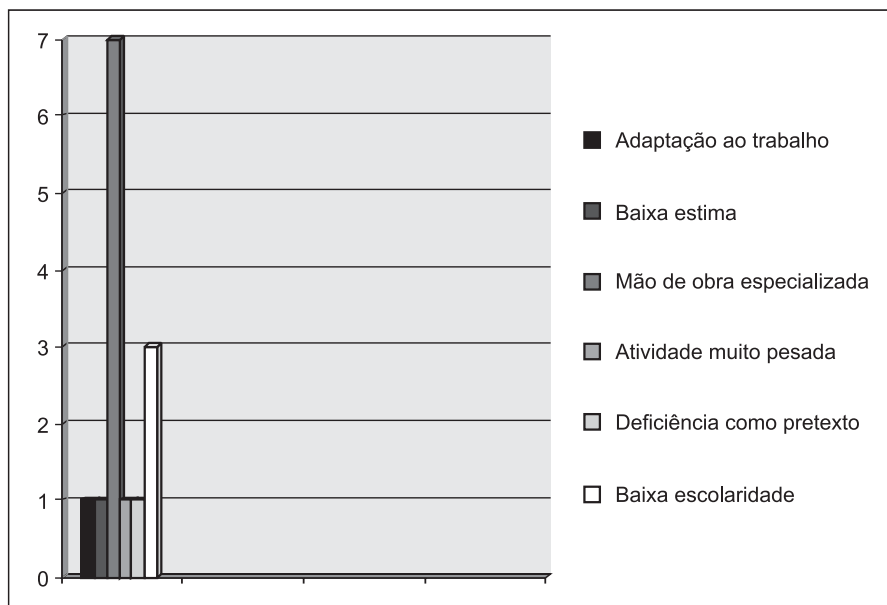 7
6
5
4
3
2
1
0
Adaptação ao trabalho
Baixa estima
Mão de obra especializada
Atividade muito pesada
Deficiência como pretexto
Baixa escolaridade